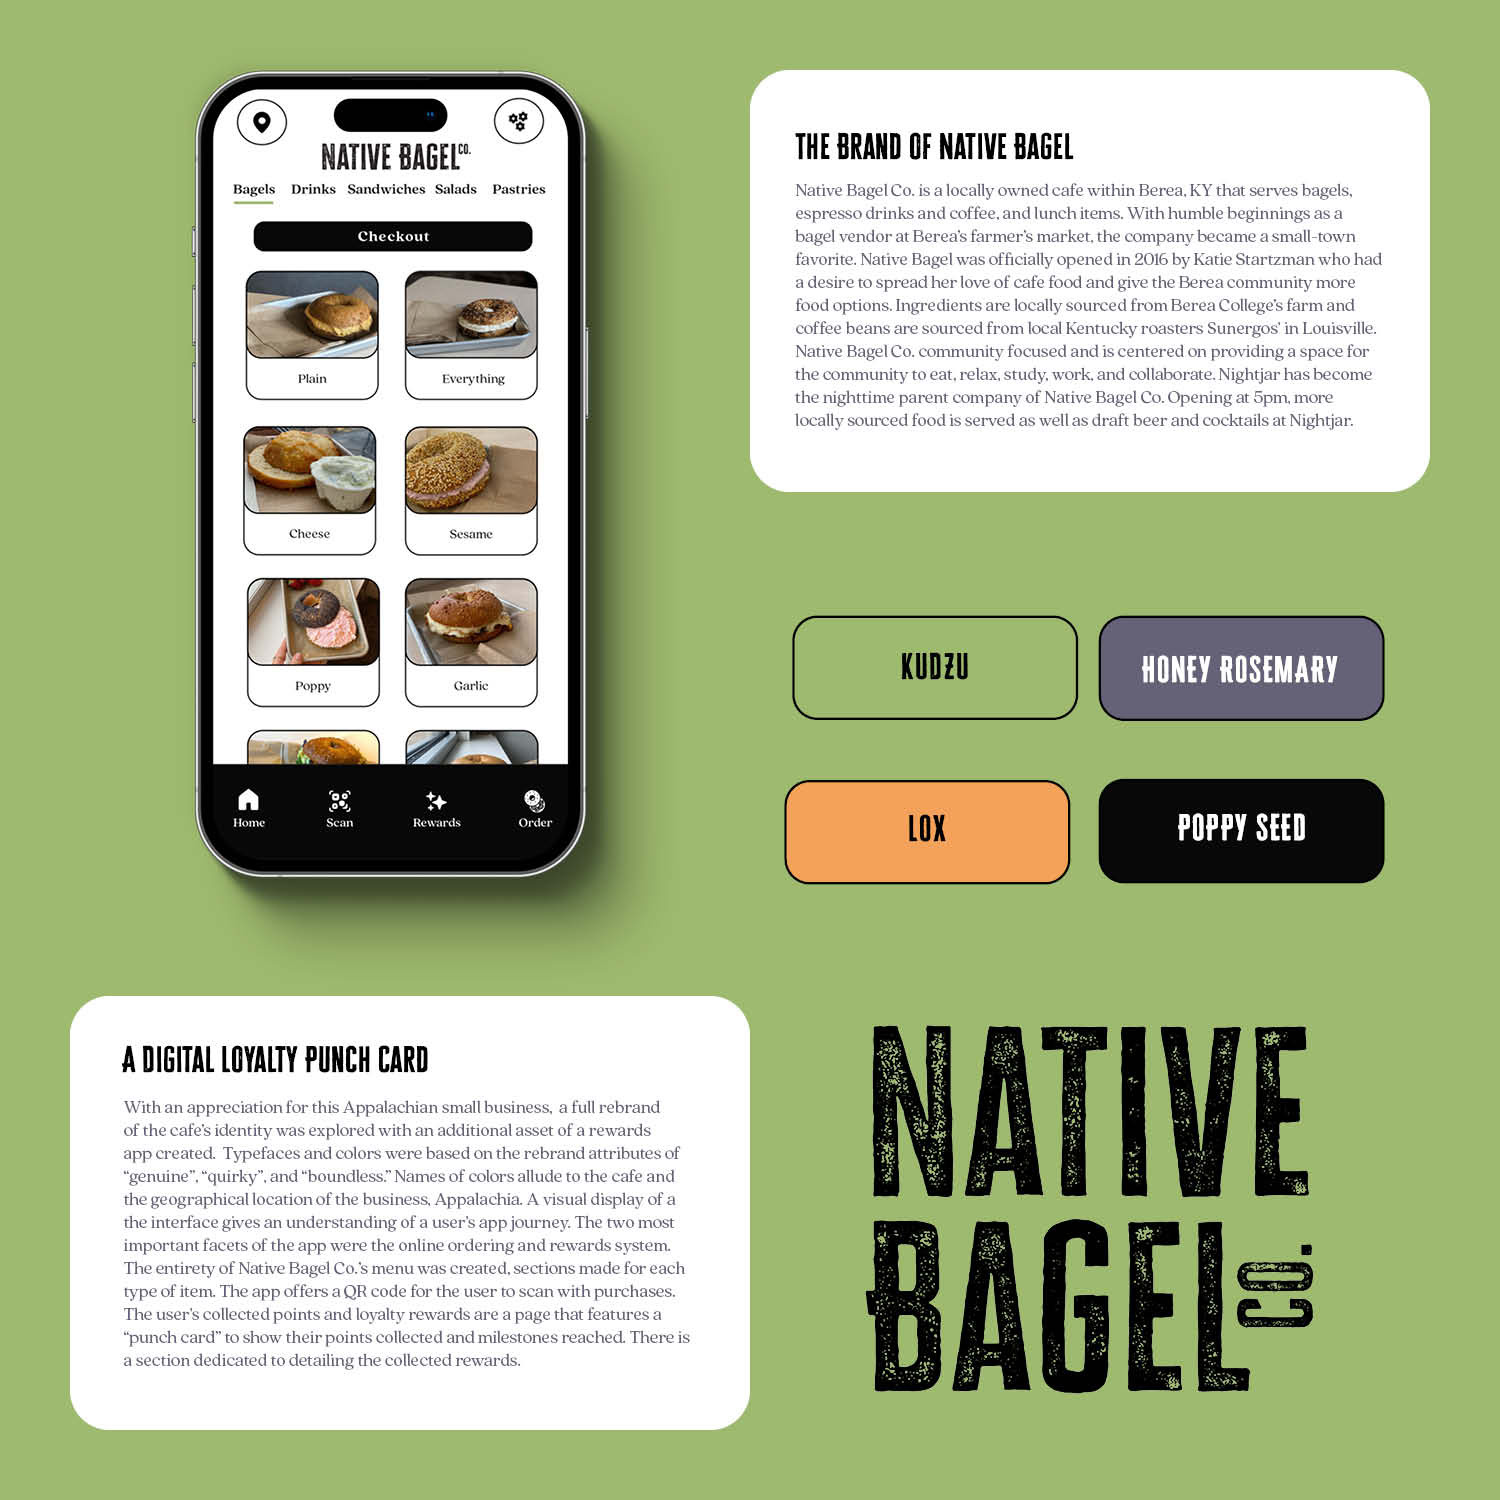 NATIVE BAGEL CO.
Bagels Drinks Sandwiches Salads Pastries
Checkout
Plain Everything
Cheese Sesame
Poppy Garlic
Home Scan Rewards Order
THE BRAND OF NATIVE BAGEL
Native Bagel Co. is a locally owned cafe within Berea, KY that serves bagels,
espresso drinks and coffee, and lunch items. With humble beginnings as a
bagel vendor at Berea's farmer's market, the company became a small-town
favorite. Native Bagel was officially opened in 2016 by Katie Startzman who had
a desire to spread her love of cafe food and give the Berea community more
food options. Ingredients are locally sourced from Berea College's farm and
coffee beans are sourced from local Kentucky roasters Sunergos' in Louisville.
Native Bagel Co. community focused and is centered on providing a space for
the community to eat, relax, study, work, and collaborate. Nightjar has become
the nighttime parent company of Native Bagel Co. Opening at 5pm, more
locally sourced food is served as well as draft beer and cocktails at Nightjar.
KUDZU
HONEY ROSEMARY
LOX
POPPY SEED
A DIGITAL LOYALTY PUNCH CARD
With an appreciation for this Appalachian small business, a full rebrand
of the cafe's identity was explored with an additional asset of a rewards
app created. Typefaces and colors were based on the rebrand attributes of
“genuine”, “quirky”, and “boundless.” Names of colors allude to the cafe and
the geographical location of the business, Appalachia. A visual display of a
the interface gives an understanding of a user's app journey. The two most
important facets of the app were the online ordering and rewards system.
The entirety of Native Bagel Co.'s menu was created, sections made for each
type of item. The app offers a QR code for the user to scan with purchases.
The user's collected points and loyalty rewards are a page that features a
“punch card” to show their points collected and milestones reached. There is
a section dedicated to detailing the collected rewards.
NATIVE
BAGEL CO.